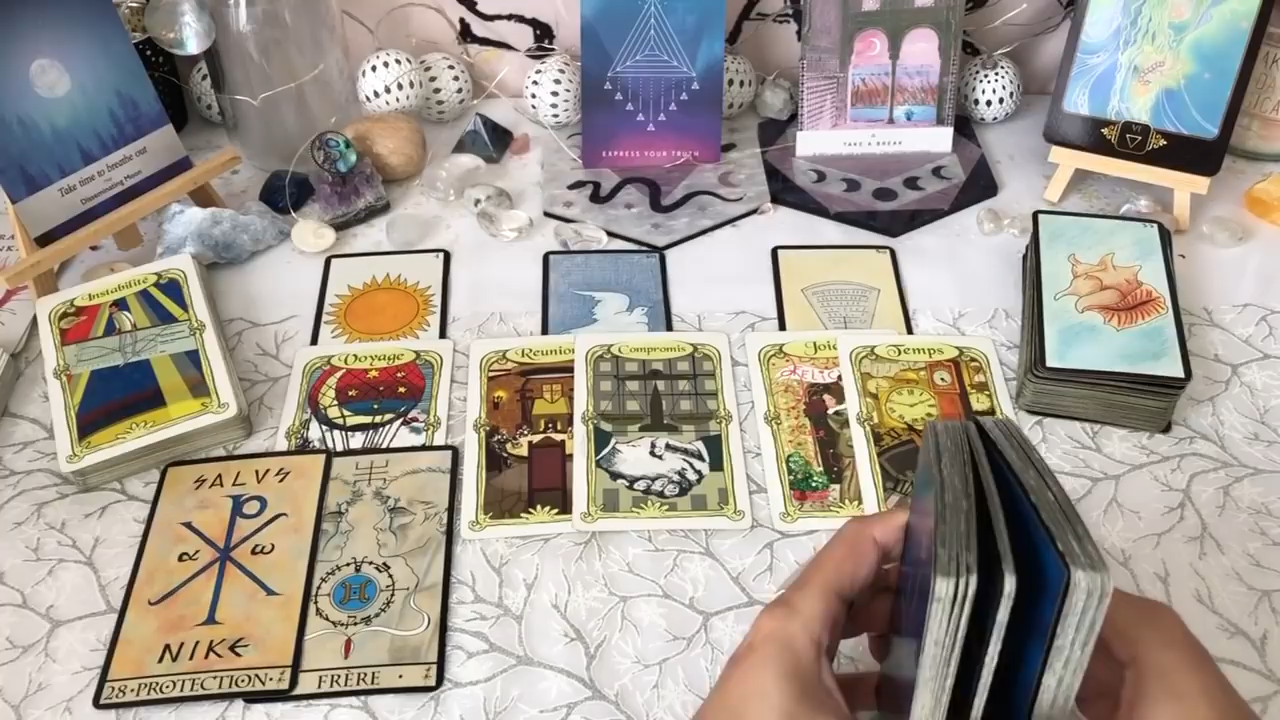 Take time to breathe out
Disseminating Moon
EXPRESS YOUR TRUTH
TAKE A BREAK
VI
Instabilité
Voyage
Reunion
Compromis
Joie
Temps
SALVS
α ω
NIKE
28·PROTECTION·
FRÈRE ·